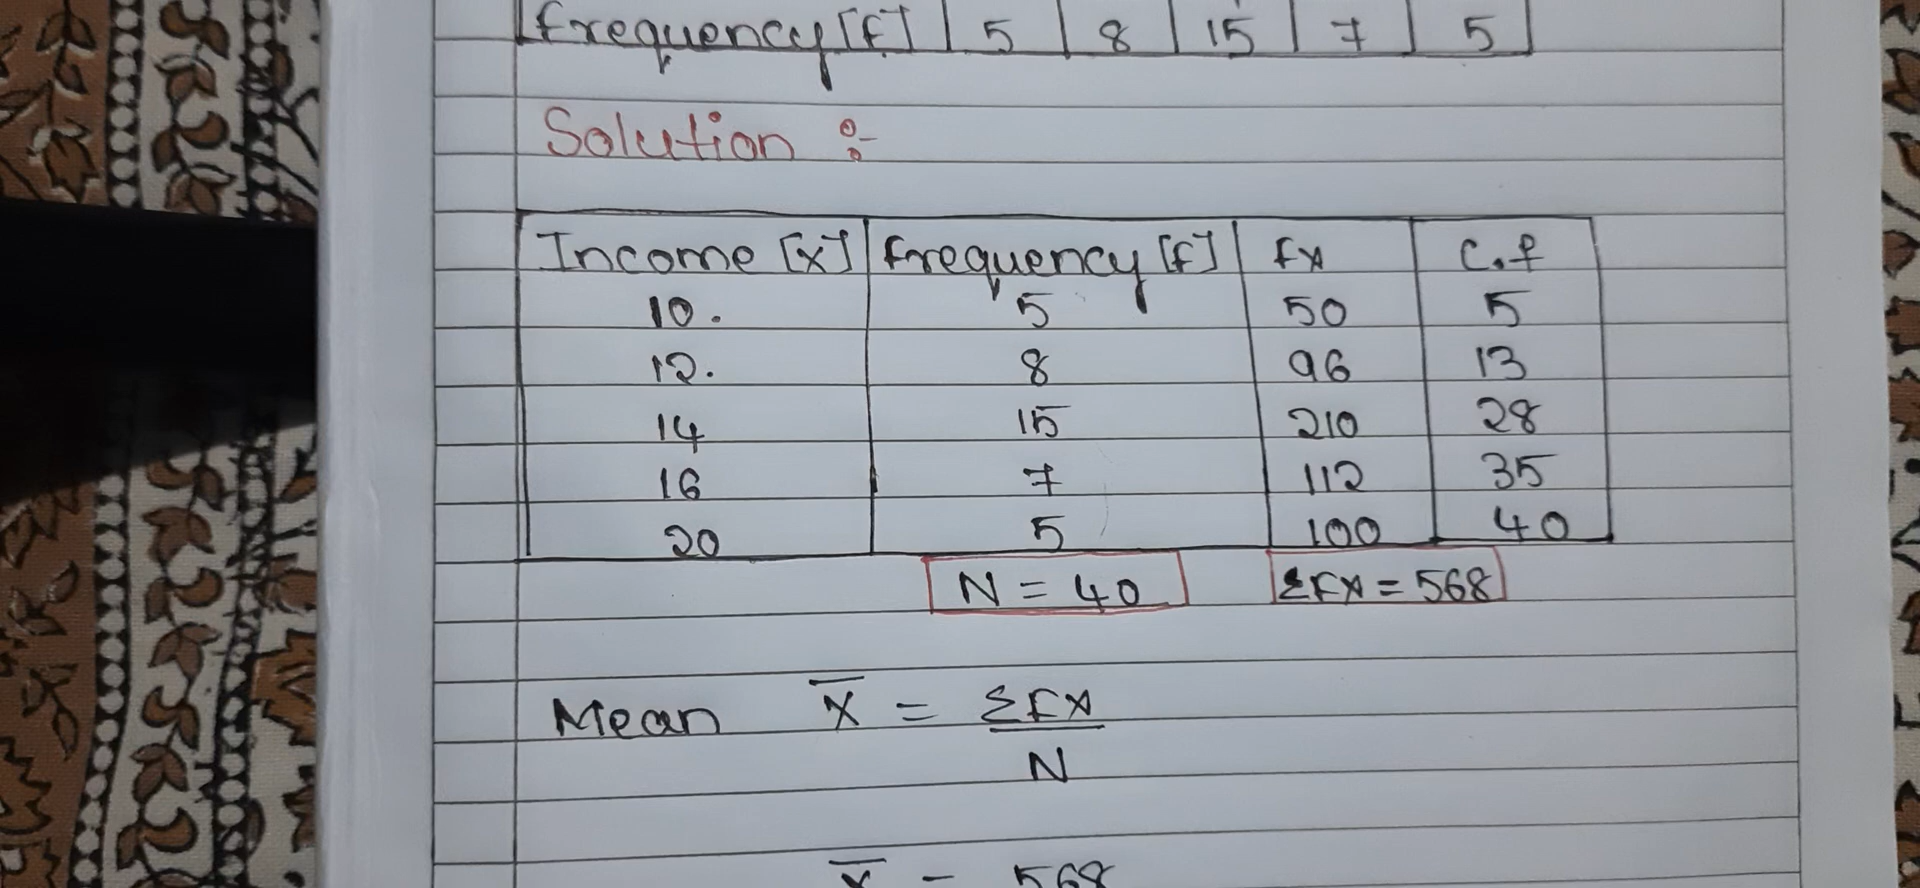 Frequency[f] 5 8 15 7 5
Solution :-
Income [x] Frequency [f] fx C.f
10. 5 50 5
12. 8 96 13
14 15 210 28
16 7 112 35
20 5 100 40
N = 40 Σfx = 568
Mean x̅ = Σfx
N
x̅ = 568